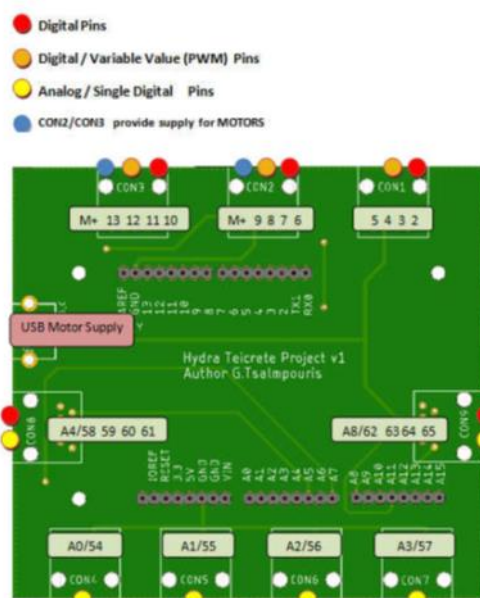 Digital Pins
Digital / Variable Value (PWM) Pins
Analog / Single Digital Pins
CON2/CON3 provide supply for MOTORS
CON3
CON2
CON1
M+ 13 12 11 10
M+ 9 8 7 6
5 4 3 2
AREF
GND
13
12
11
10
9
8
7
6
5
4
3
2
TX1
RX0
USB Motor Supply
Hydra Teicrete Project v1
Author G.Tsalmpouris
CON8
A4/58 59 60 61
A8/62 63 64 65
CON9
IOREF
RESET
3.3
5V
GND
GND
VIN
A0
A1
A2
A3
A4
A5
A6
A7
A8
A9
A10
A11
A12
A13
A14
A15
A0/54
A1/55
A2/56
A3/57
CON4
CON5
CON6
CON7